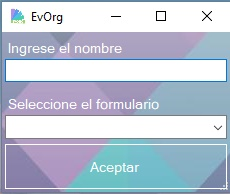 EvOrg
Ingrese el nombre
Seleccione el formulario
Aceptar